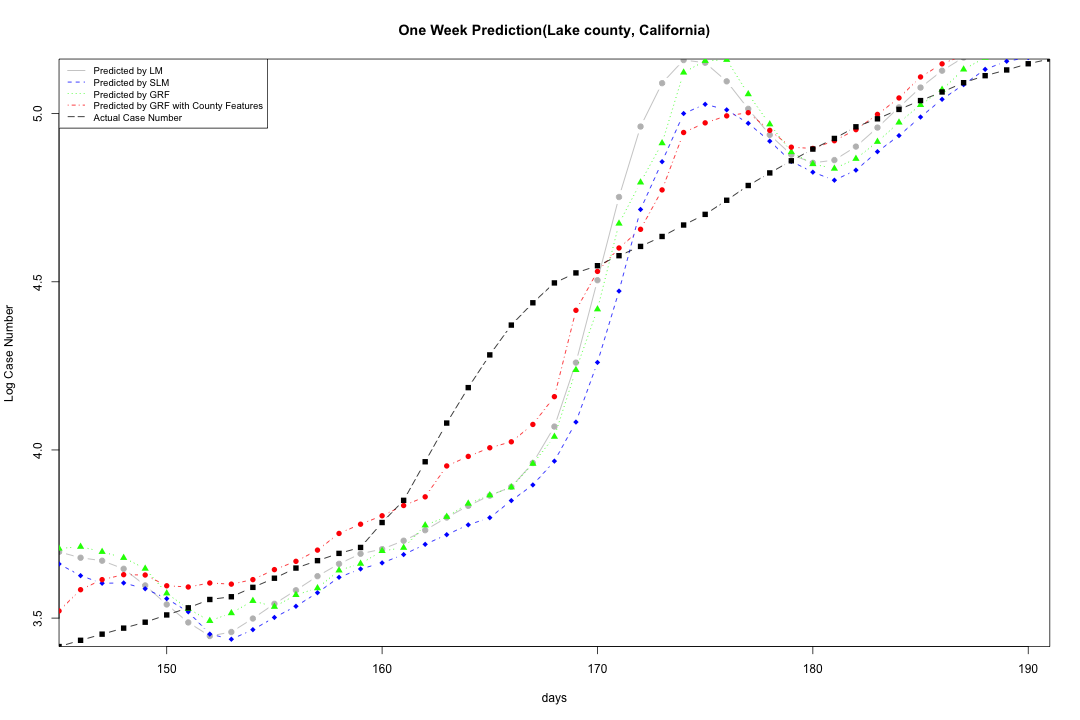 One Week Prediction(Lake county, California)
Predicted by LM
Predicted by SLM
Predicted by GRF
Predicted by GRF with County Features
Actual Case Number
5.0
4.5
4.0
3.5
Log Case Number
150 160 170 180 190
days